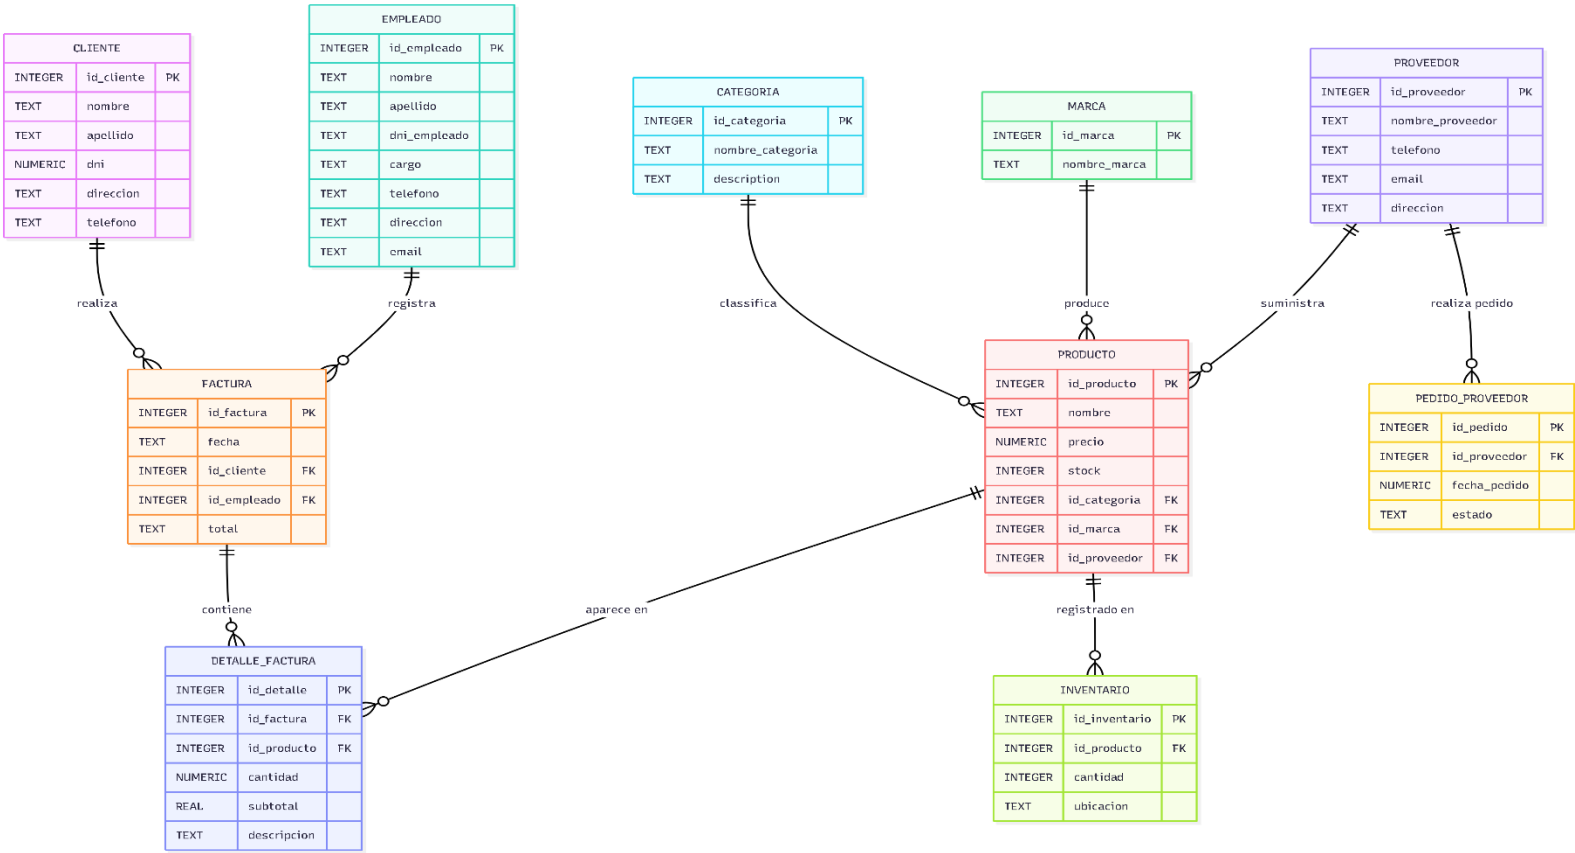 CLIENTE
INTEGER id_cliente PK
TEXT nombre
TEXT apellido
NUMERIC dni
TEXT direccion
TEXT telefono
EMPLEADO
INTEGER id_empleado PK
TEXT nombre
TEXT apellido
TEXT dni_empleado
TEXT cargo
TEXT telefono
TEXT direccion
TEXT email
CATEGORIA
INTEGER id_categoria PK
TEXT nombre_categoria
TEXT description
MARCA
INTEGER id_marca PK
TEXT nombre_marca
PROVEEDOR
INTEGER id_proveedor PK
TEXT nombre_proveedor
TEXT telefono
TEXT email
TEXT direccion
realiza
registra
classifica
produce
suministra
realiza pedido
FACTURA
INTEGER id_factura PK
TEXT fecha
INTEGER id_cliente FK
INTEGER id_empleado FK
TEXT total
PRODUCTO
INTEGER id_producto PK
TEXT nombre
NUMERIC precio
INTEGER stock
INTEGER id_categoria FK
INTEGER id_marca FK
INTEGER id_proveedor FK
PEDIDO_PROVEEDOR
INTEGER id_pedido PK
INTEGER id_proveedor FK
NUMERIC fecha_pedido
TEXT estado
contiene
aparece en
registrado en
DETALLE_FACTURA
INTEGER id_detalle PK
INTEGER id_factura FK
INTEGER id_producto FK
NUMERIC cantidad
REAL subtotal
TEXT descripcion
INVENTARIO
INTEGER id_inventario PK
INTEGER id_producto FK
INTEGER cantidad
TEXT ubicacion